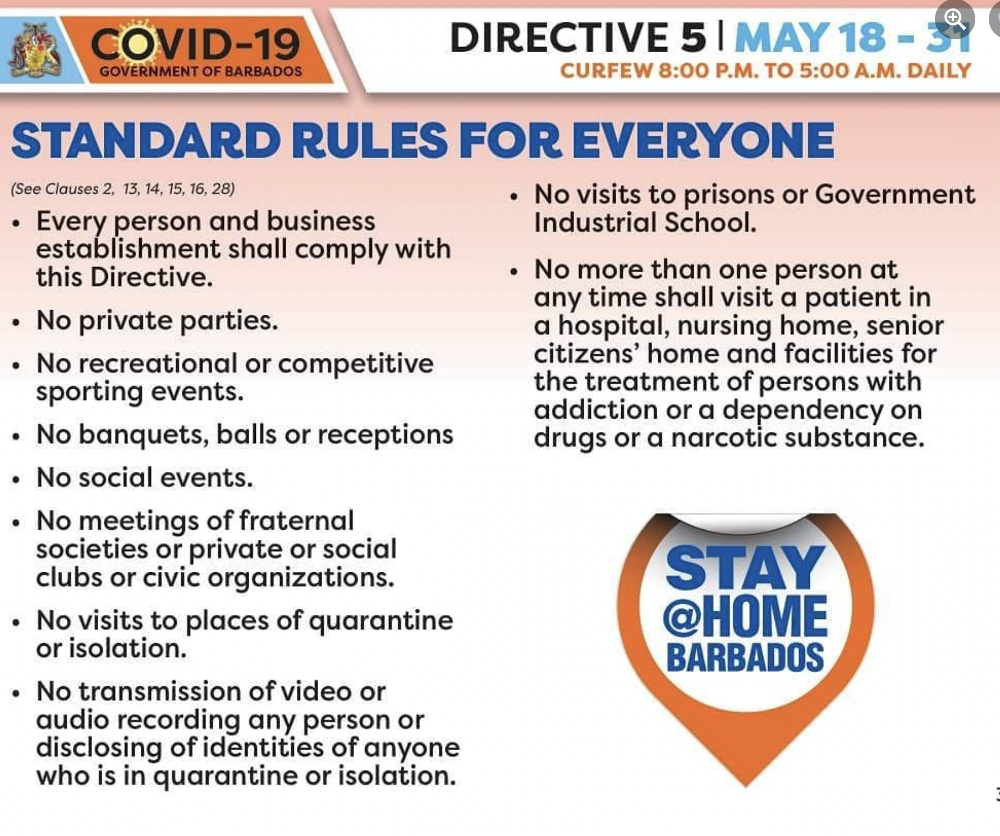 COVID-19
GOVERNMENT OF BARBADOS
DIRECTIVE 5 | MAY 18 - 31
CURFEW 8:00 P.M. TO 5:00 A.M. DAILY
STANDARD RULES FOR EVERYONE
(See Clauses 2, 13, 14, 15, 16, 28)
• Every person and business
establishment shall comply with
this Directive.
• No private parties.
• No recreational or competitive
sporting events.
• No banquets, balls or receptions
• No social events.
• No meetings of fraternal
societies or private or social
clubs or civic organizations.
• No visits to places of quarantine
or isolation.
• No transmission of video or
audio recording any person or
disclosing of identities of anyone
who is in quarantine or isolation.
• No visits to prisons or Government
Industrial School.
• No more than one person at
any time shall visit a patient in
a hospital, nursing home, senior
citizens’ home and facilities for
the treatment of persons with
addiction or a dependency on
drugs or a narcotic substance.
STAY
@HOME
BARBADOS